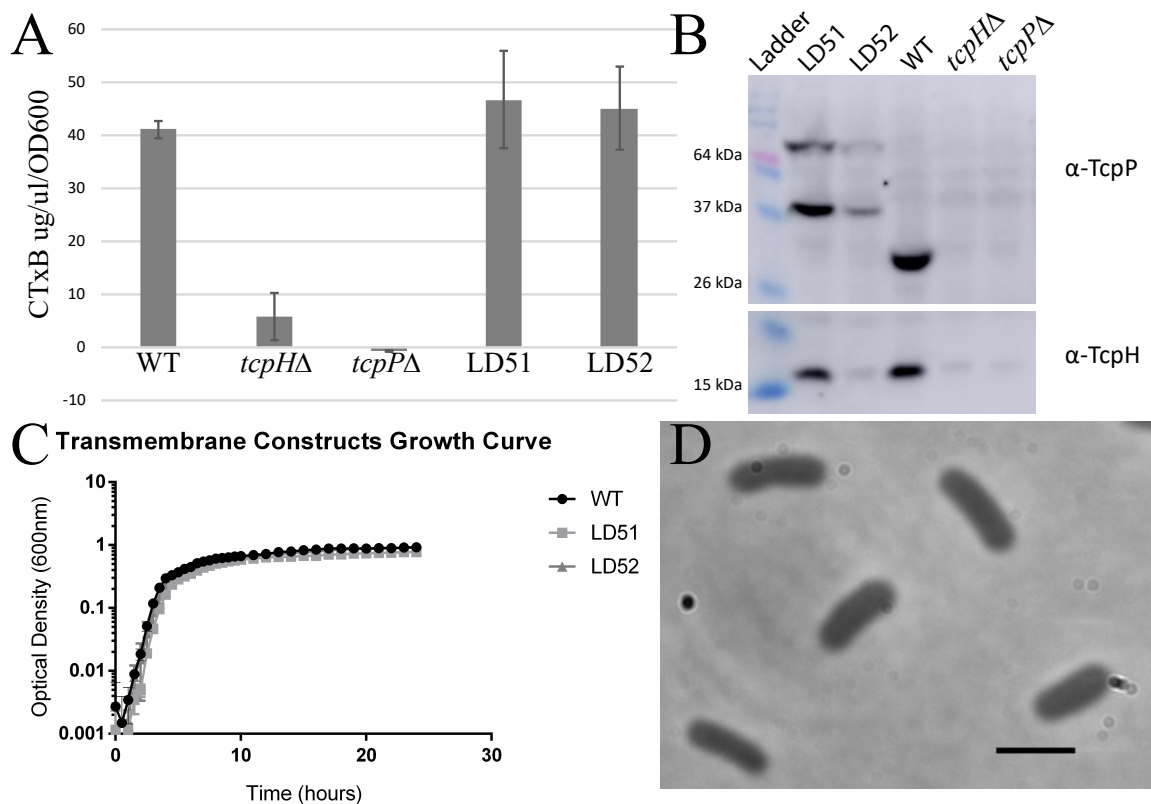 A
CTxB ug/ul/OD600
60
50
40
30
20
10
0
-10
WT
tcpHΔ
tcpPΔ
LD51
LD52
B
Ladder
LD51
LD52
WT
tcpHΔ
tcpPΔ
64 kDa
37 kDa
26 kDa
15 kDa
α-TcpP
α-TcpH
C
Transmembrane Constructs Growth Curve
Optical Density (600nm)
10
1
0.1
0.01
0.001
0
10
20
30
Time (hours)
WT
LD51
LD52
D